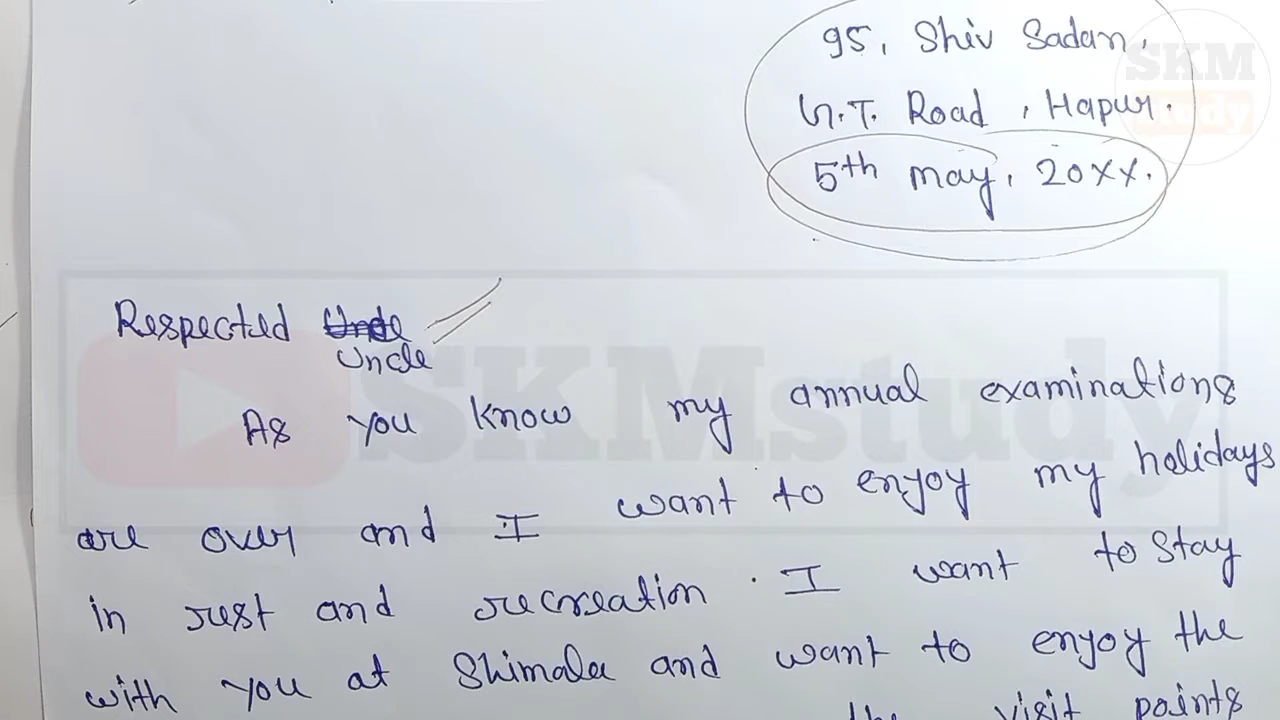 95, Shiv Sadan,
G.T. Road, Hapur.
5th may, 20XX.
SKM
Study
Respected Uncle
SKMstudy
As you know my annual examinations
are over and I want to enjoy my holidays
in rest and recreation. I want to stay
with you at Shimala and want to enjoy the
the visit points